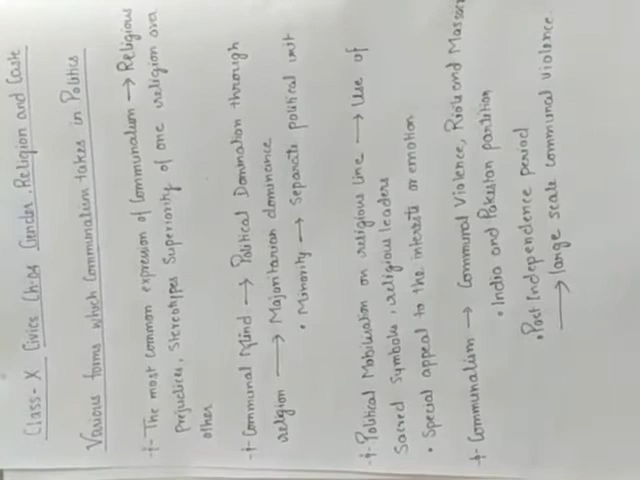 Class-X Civics Ch:04 Gender, Religion and Caste
Various forms which Communalism takes in Politics
-|- The most common expression of Communalism → Religious
Prejudices, Stereotypes Superiority of one religion over
other
-|- Communal Mind → Political Domination through
religion → Majoritarian dominance
• Minority → Separate political unit
-|- Political Mobilisation on religious line → Use of
Sacred Symbols, religious leaders
• Special appeal to the interests or emotion
-|- Communalism → Communal Violence, Riots and Massacre
• India and Pakistan partition
• Post Independence period
→ large scale communal violence.